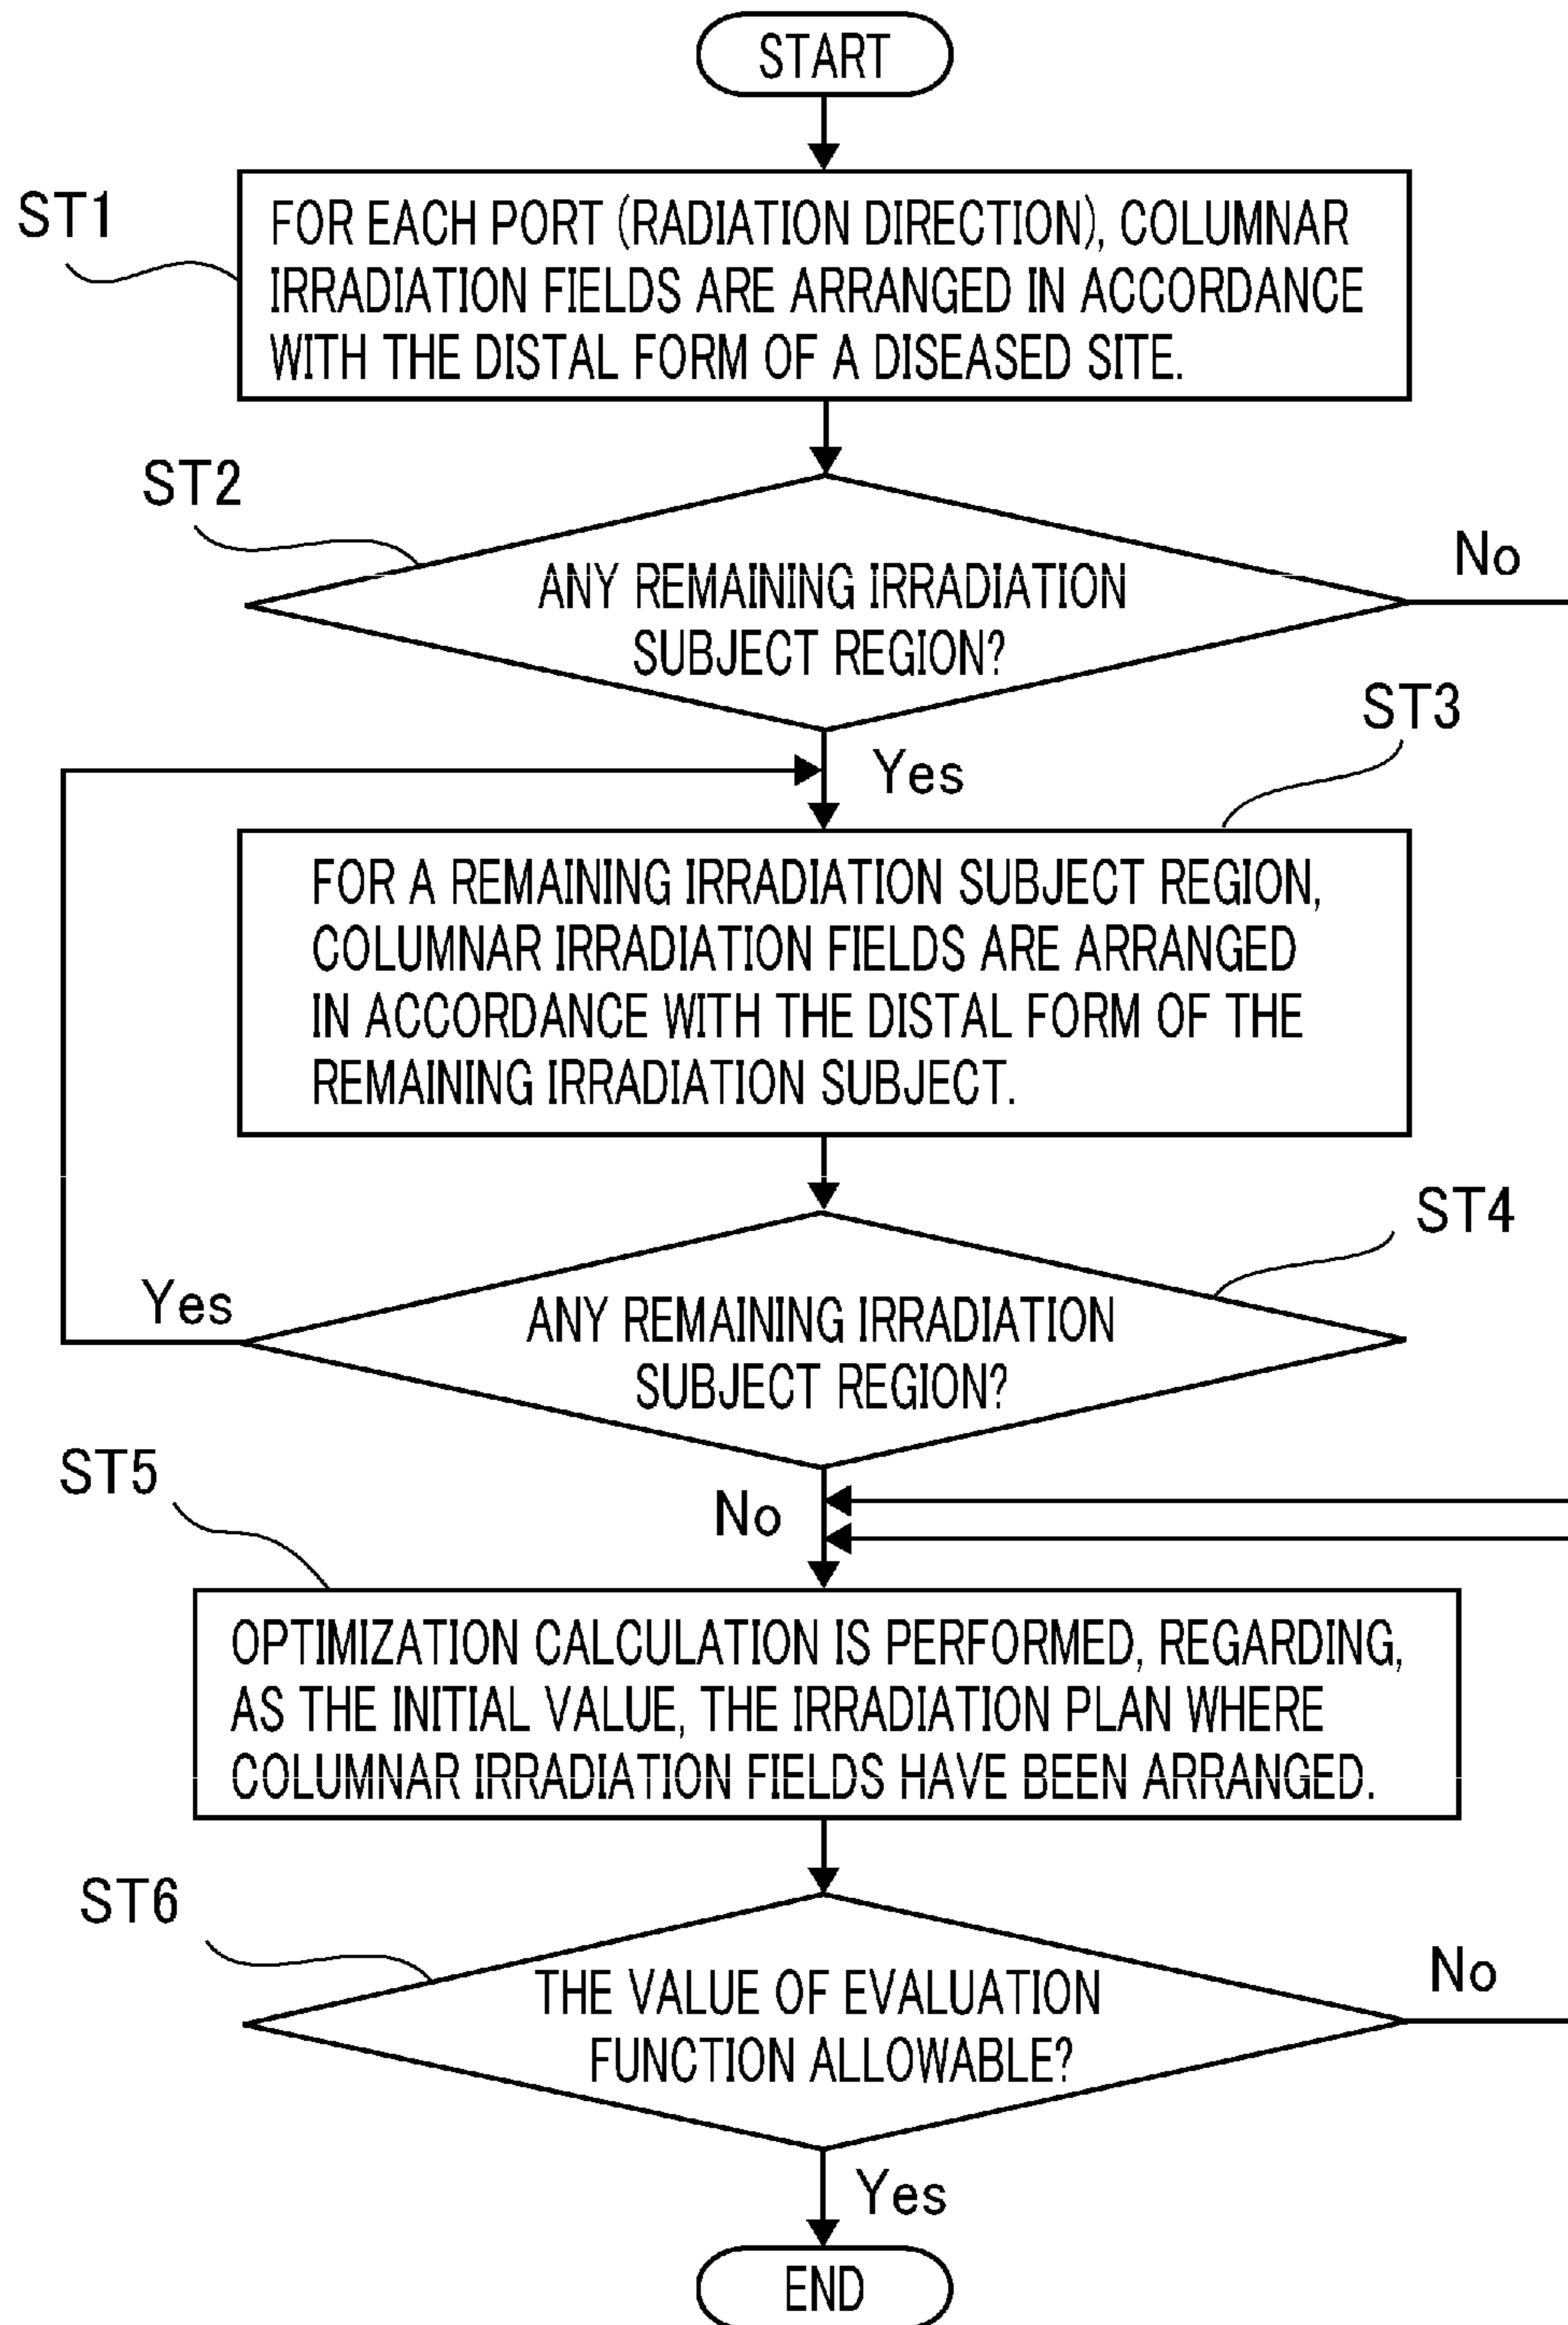 START
ST1
FOR EACH PORT (RADIATION DIRECTION), COLUMNAR
IRRADIATION FIELDS ARE ARRANGED IN ACCORDANCE
WITH THE DISTAL FORM OF A DISEASED SITE.
ST2
ANY REMAINING IRRADIATION
SUBJECT REGION?
No
Yes
ST3
FOR A REMAINING IRRADIATION SUBJECT REGION,
COLUMNAR IRRADIATION FIELDS ARE ARRANGED
IN ACCORDANCE WITH THE DISTAL FORM OF THE
REMAINING IRRADIATION SUBJECT.
ST4
ANY REMAINING IRRADIATION
SUBJECT REGION?
Yes
No
ST5
OPTIMIZATION CALCULATION IS PERFORMED, REGARDING,
AS THE INITIAL VALUE, THE IRRADIATION PLAN WHERE
COLUMNAR IRRADIATION FIELDS HAVE BEEN ARRANGED.
ST6
THE VALUE OF EVALUATION
FUNCTION ALLOWABLE?
No
Yes
END